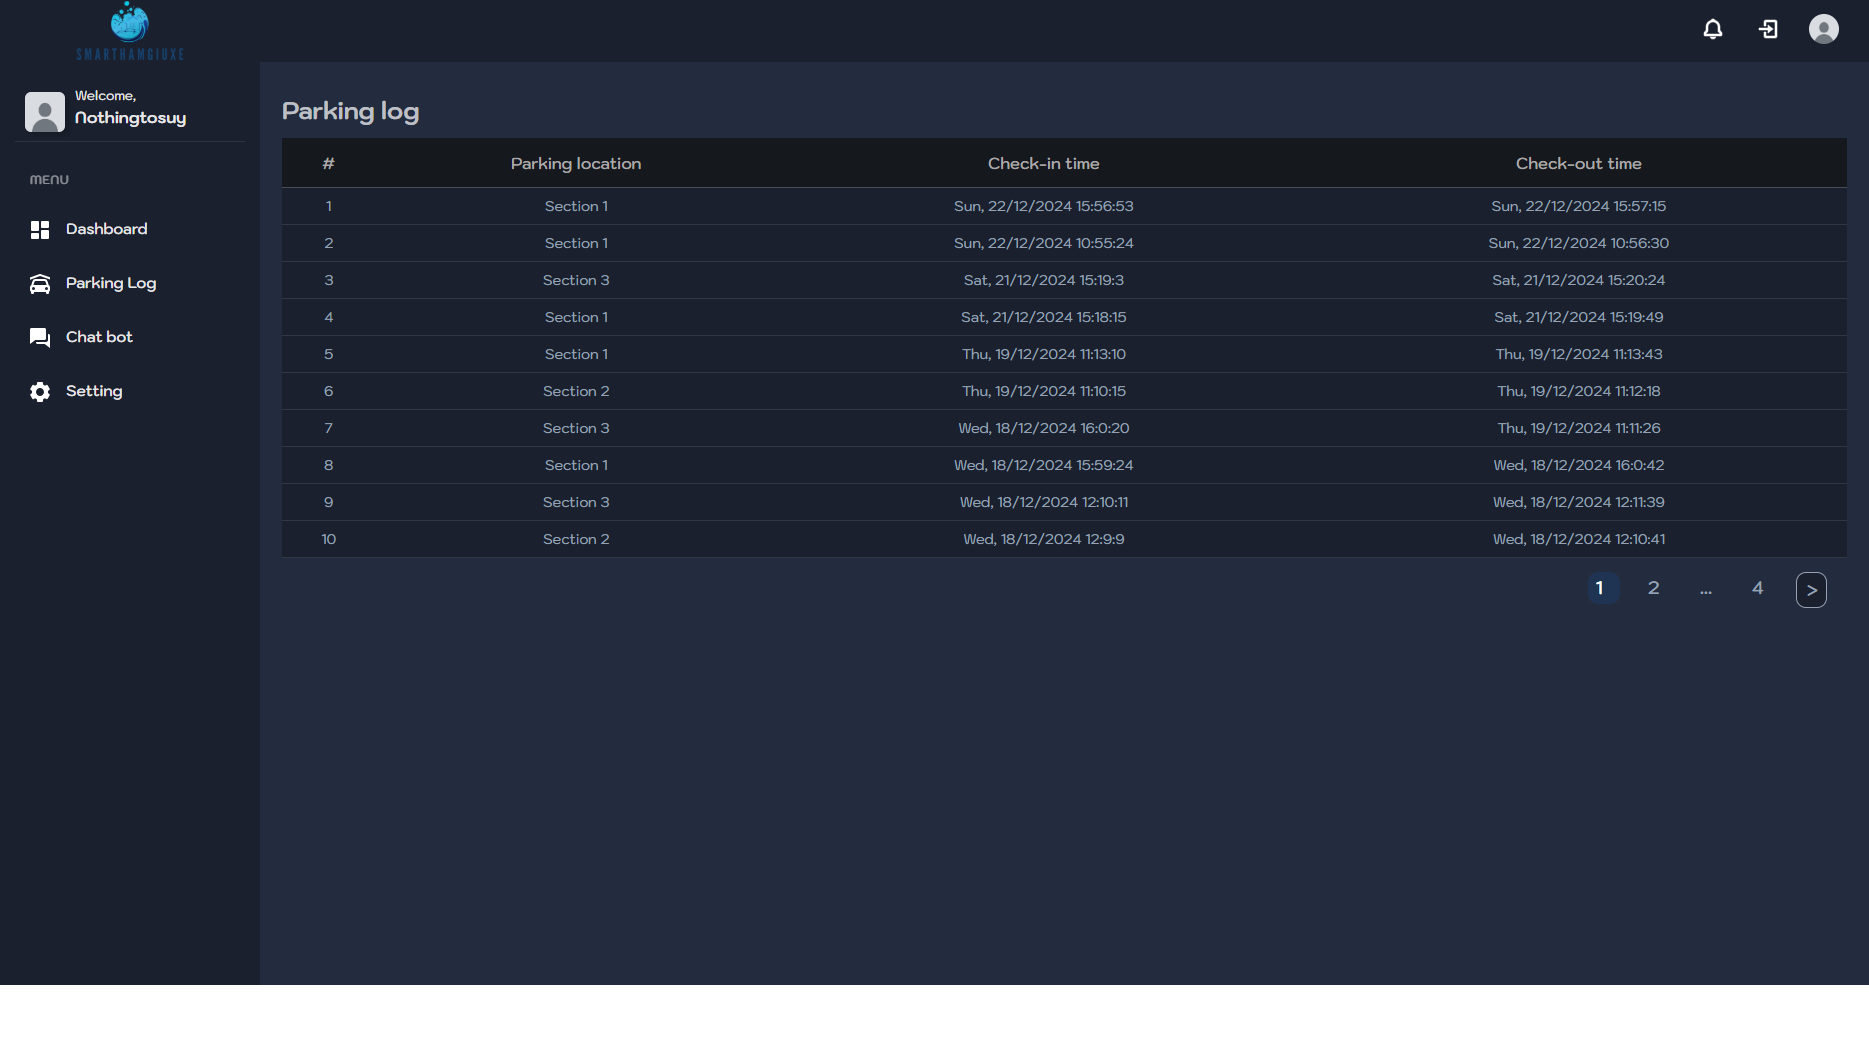 SMARTHAMGIUXE
Welcome,
Nothingtosuy
MENU
Dashboard
Parking Log
Chat bot
Setting
Parking log
# Parking location Check-in time Check-out time
1 Section 1 Sun, 22/12/2024 15:56:53 Sun, 22/12/2024 15:57:15
2 Section 1 Sun, 22/12/2024 10:55:24 Sun, 22/12/2024 10:56:30
3 Section 3 Sat, 21/12/2024 15:19:3 Sat, 21/12/2024 15:20:24
4 Section 1 Sat, 21/12/2024 15:18:15 Sat, 21/12/2024 15:19:49
5 Section 1 Thu, 19/12/2024 11:13:10 Thu, 19/12/2024 11:13:43
6 Section 2 Thu, 19/12/2024 11:10:15 Thu, 19/12/2024 11:12:18
7 Section 3 Wed, 18/12/2024 16:0:20 Thu, 19/12/2024 11:11:26
8 Section 1 Wed, 18/12/2024 15:59:24 Wed, 18/12/2024 16:0:42
9 Section 3 Wed, 18/12/2024 12:10:11 Wed, 18/12/2024 12:11:39
10 Section 2 Wed, 18/12/2024 12:9:9 Wed, 18/12/2024 12:10:41
1 2 ... 4 >